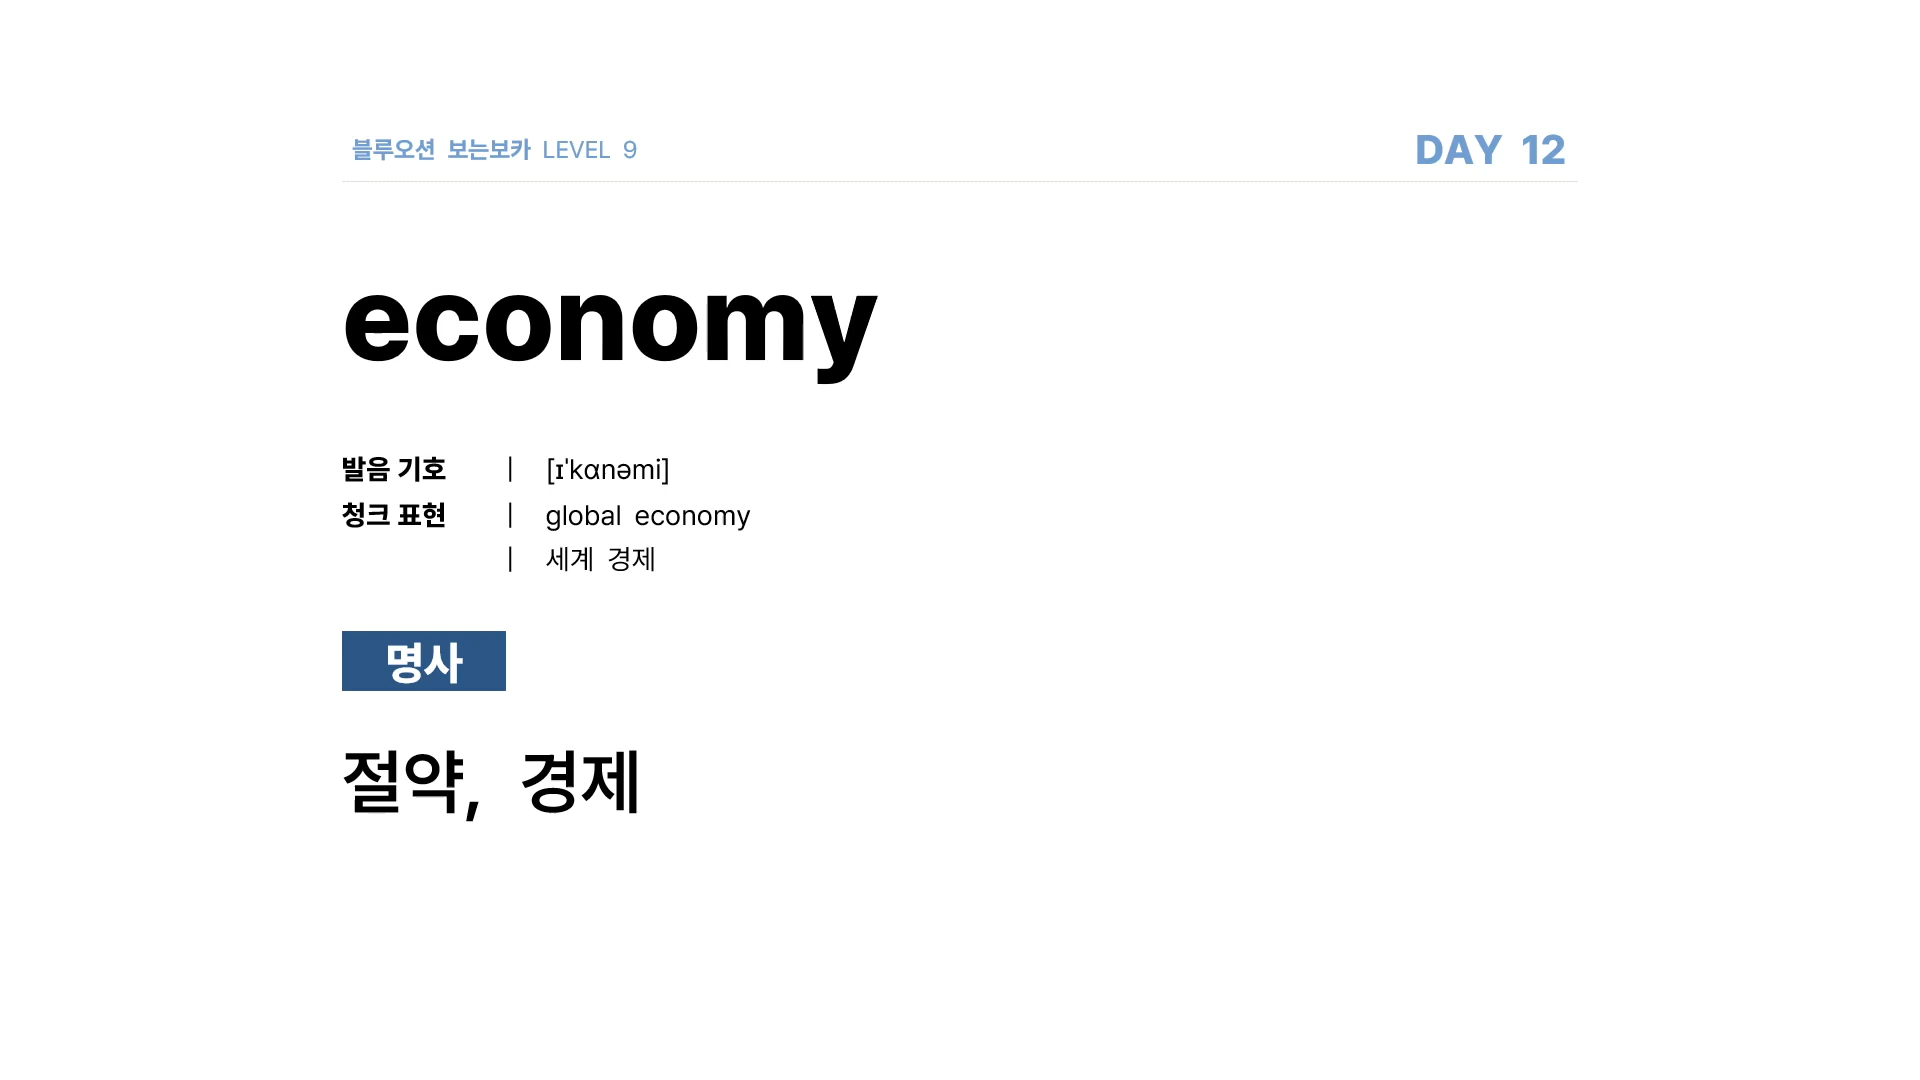 블루오션 보는보카 LEVEL 9
DAY 12
economy
발음 기호 | [ɪˈkɑnəmi]
청크 표현 | global economy
| 세계 경제
명사
절약, 경제